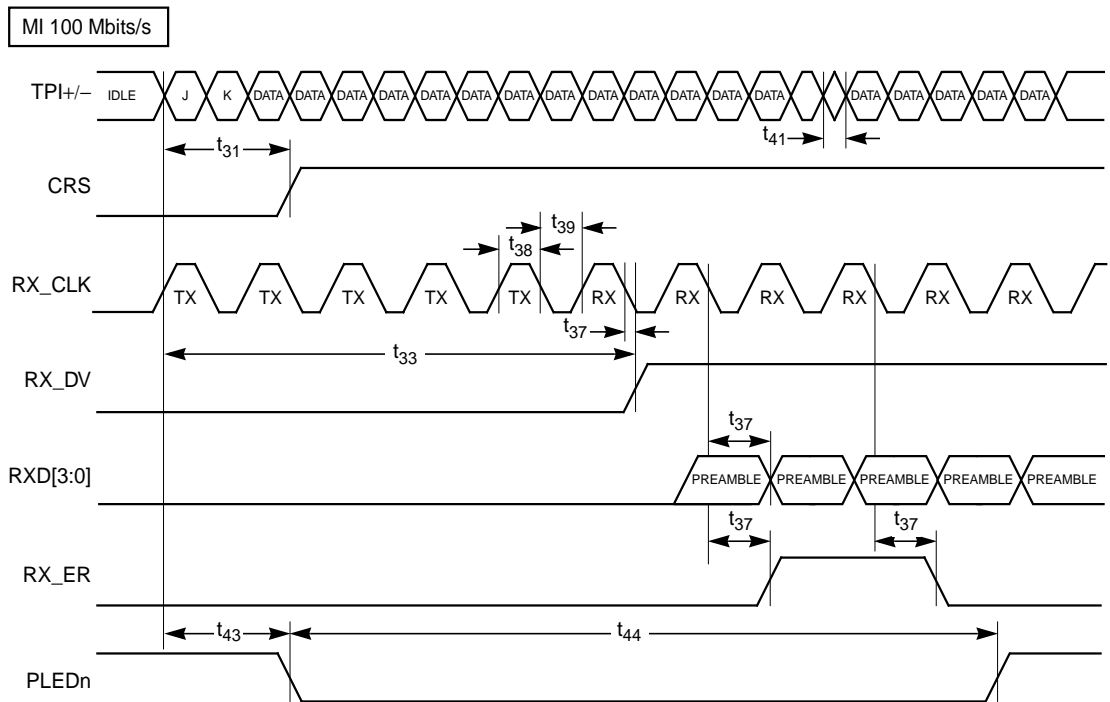 MI 100 Mbits/s
TPI+/− IDLE J K DATA DATA DATA DATA DATA DATA DATA DATA DATA DATA DATA DATA DATA DATA DATA DATA DATA DATA
t41
t31
CRS
t39
t38
RX_CLK TX TX TX TX TX RX RX RX RX RX RX
t37
t33
RX_DV
t37
RXD[3:0] PREAMBLE PREAMBLE PREAMBLE PREAMBLE PREAMBLE
t37 t37
RX_ER
t43 t44
PLEDn